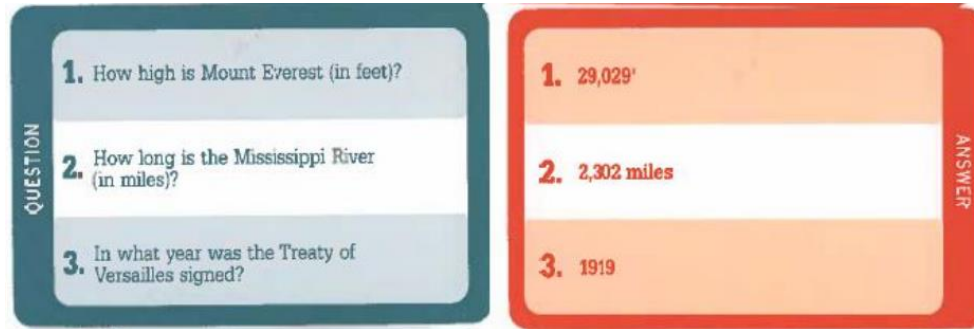 QUESTION
1. How high is Mount Everest (in feet)?
2. How long is the Mississippi River
(in miles)?
3. In what year was the Treaty of
Versailles signed?
1. 29,029'
2. 2,302 miles
3. 1919
ANSWER